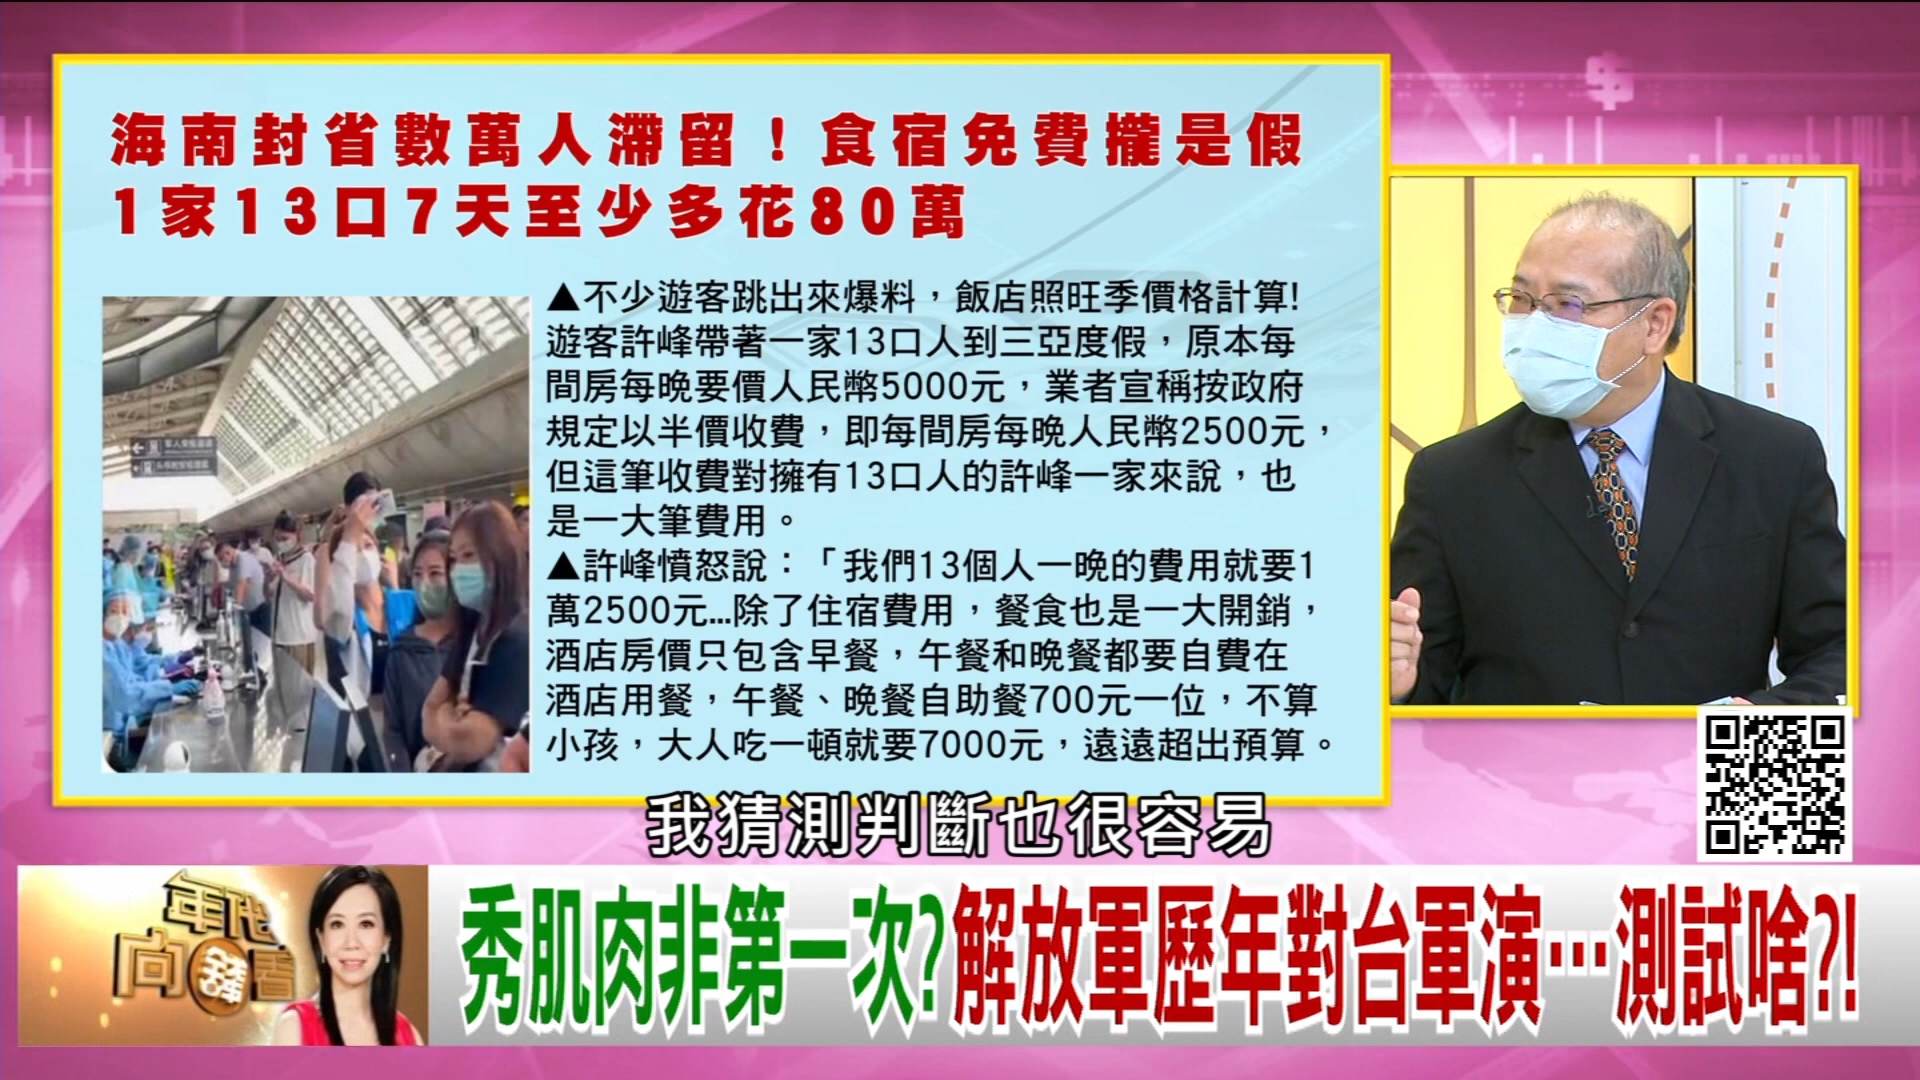 海南封省數萬人滯留！食宿免費攏是假
1家13口7天至少多花80萬
▲不少遊客跳出來爆料，飯店照旺季價格計算!
遊客許峰帶著一家13口人到三亞度假，原本每
間房每晚要價人民幣5000元，業者宣稱按政府
規定以半價收費，即每間房每晚人民幣2500元，
但這筆收費對擁有13口人的許峰一家來說，也
是一大筆費用。
▲許峰憤怒說：「我們13個人一晚的費用就要1
萬2500元…除了住宿費用，餐食也是一大開銷，
酒店房價只包含早餐，午餐和晚餐都要自費在
酒店用餐，午餐、晚餐自助餐700元一位，不算
小孩，大人吃一頓就要7000元，遠遠超出預算。
我猜測判斷也很容易
年代
向錢看
秀肌肉非第一次?解放軍歷年對台軍演…測試啥?!